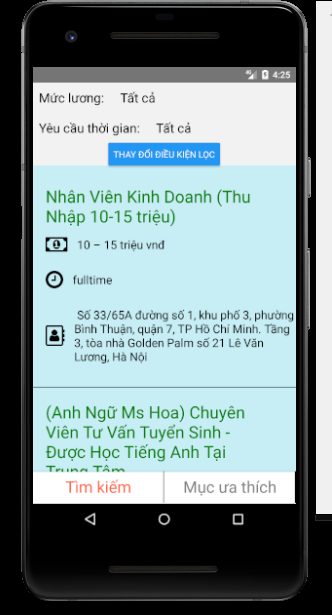 4:25
Mức lương: Tất cả
Yêu cầu thời gian: Tất cả
THAY ĐỔI ĐIỀU KIỆN LỌC
Nhân Viên Kinh Doanh (Thu
Nhập 10-15 triệu)
10 – 15 triệu vnđ
fulltime
Số 33/65A đường số 1, khu phố 3, phường
Bình Thuận, quận 7, TP Hồ Chí Minh. Tầng
3, tòa nhà Golden Palm số 21 Lê Văn
Lương, Hà Nội
(Anh Ngữ Ms Hoa) Chuyên
Viên Tư Vấn Tuyển Sinh -
Được Học Tiếng Anh Tại
Trung Tâm
Tìm kiếm Mục ưa thích